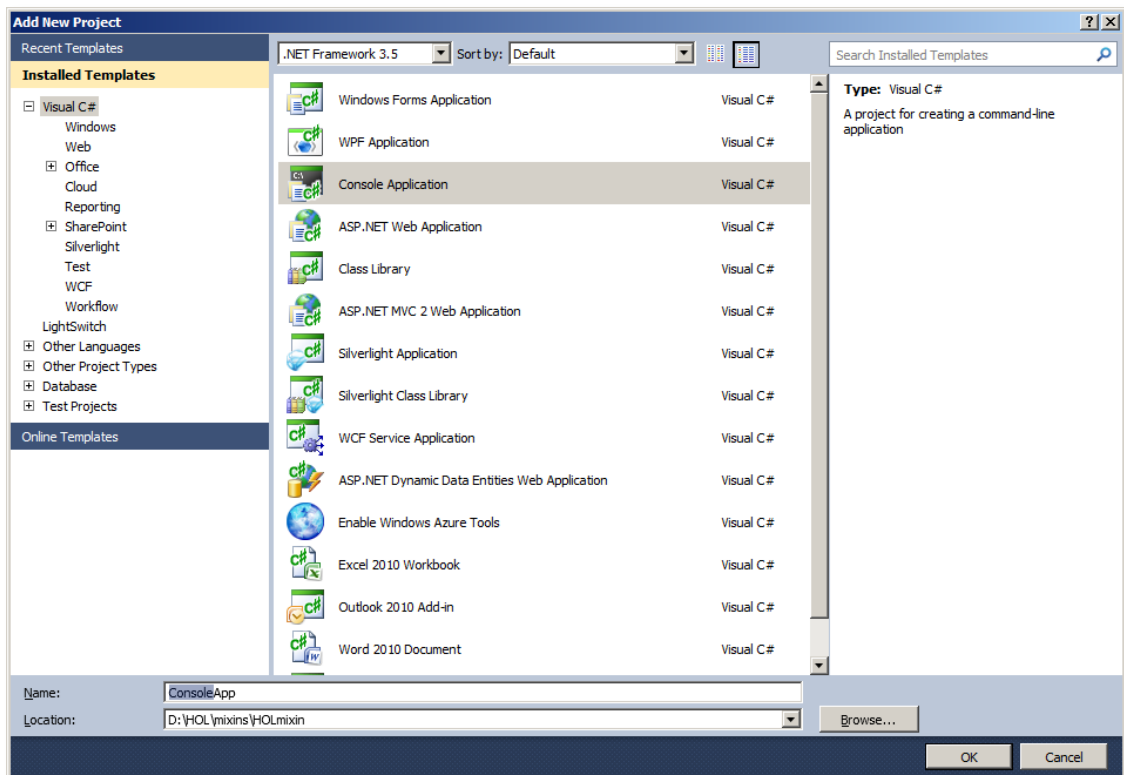 Add New Project
Recent Templates
Installed Templates
Visual C#
Windows
Web
Office
Cloud
Reporting
SharePoint
Silverlight
Test
WCF
Workflow
LightSwitch
Other Languages
Other Project Types
Database
Test Projects
Online Templates
.NET Framework 3.5 Sort by: Default
Windows Forms Application Visual C#
WPF Application Visual C#
Console Application Visual C#
ASP.NET Web Application Visual C#
Class Library Visual C#
ASP.NET MVC 2 Web Application Visual C#
Silverlight Application Visual C#
Silverlight Class Library Visual C#
WCF Service Application Visual C#
ASP.NET Dynamic Data Entities Web Application Visual C#
Enable Windows Azure Tools Visual C#
Excel 2010 Workbook Visual C#
Outlook 2010 Add-in Visual C#
Word 2010 Document Visual C#
Search Installed Templates
Type: Visual C#
A project for creating a command-line
application
Name: ConsoleApp
Location: D:\HOL\mixins\HOLmixin Browse...
OK Cancel